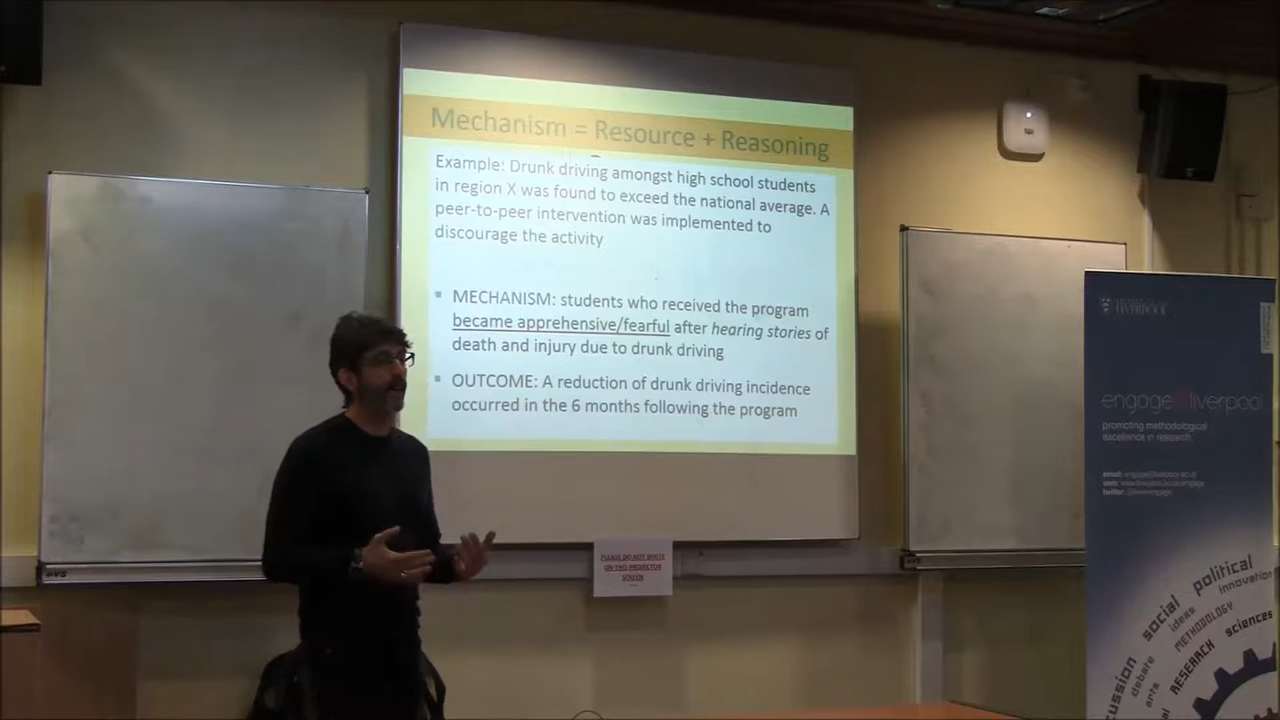 Mechanism = Resource + Reasoning
Example: Drunk driving amongst high school students
in region X was found to exceed the national average. A
peer-to-peer intervention was implemented to
discourage the activity
MECHANISM: students who received the program
became apprehensive/fearful after hearing stories of
death and injury due to drunk driving
OUTCOME: A reduction of drunk driving incidence
occurred in the 6 months following the program
PLEASE DO NOT WRITE
ON THIS PROJECTOR
SCREEN
LIVERPOOL
engage@liverpool
promoting methodological
excellence in research.
political
innovation
social
ideas
METHODOLOGY
sciences
RESEARCH
debate
arts
cussion